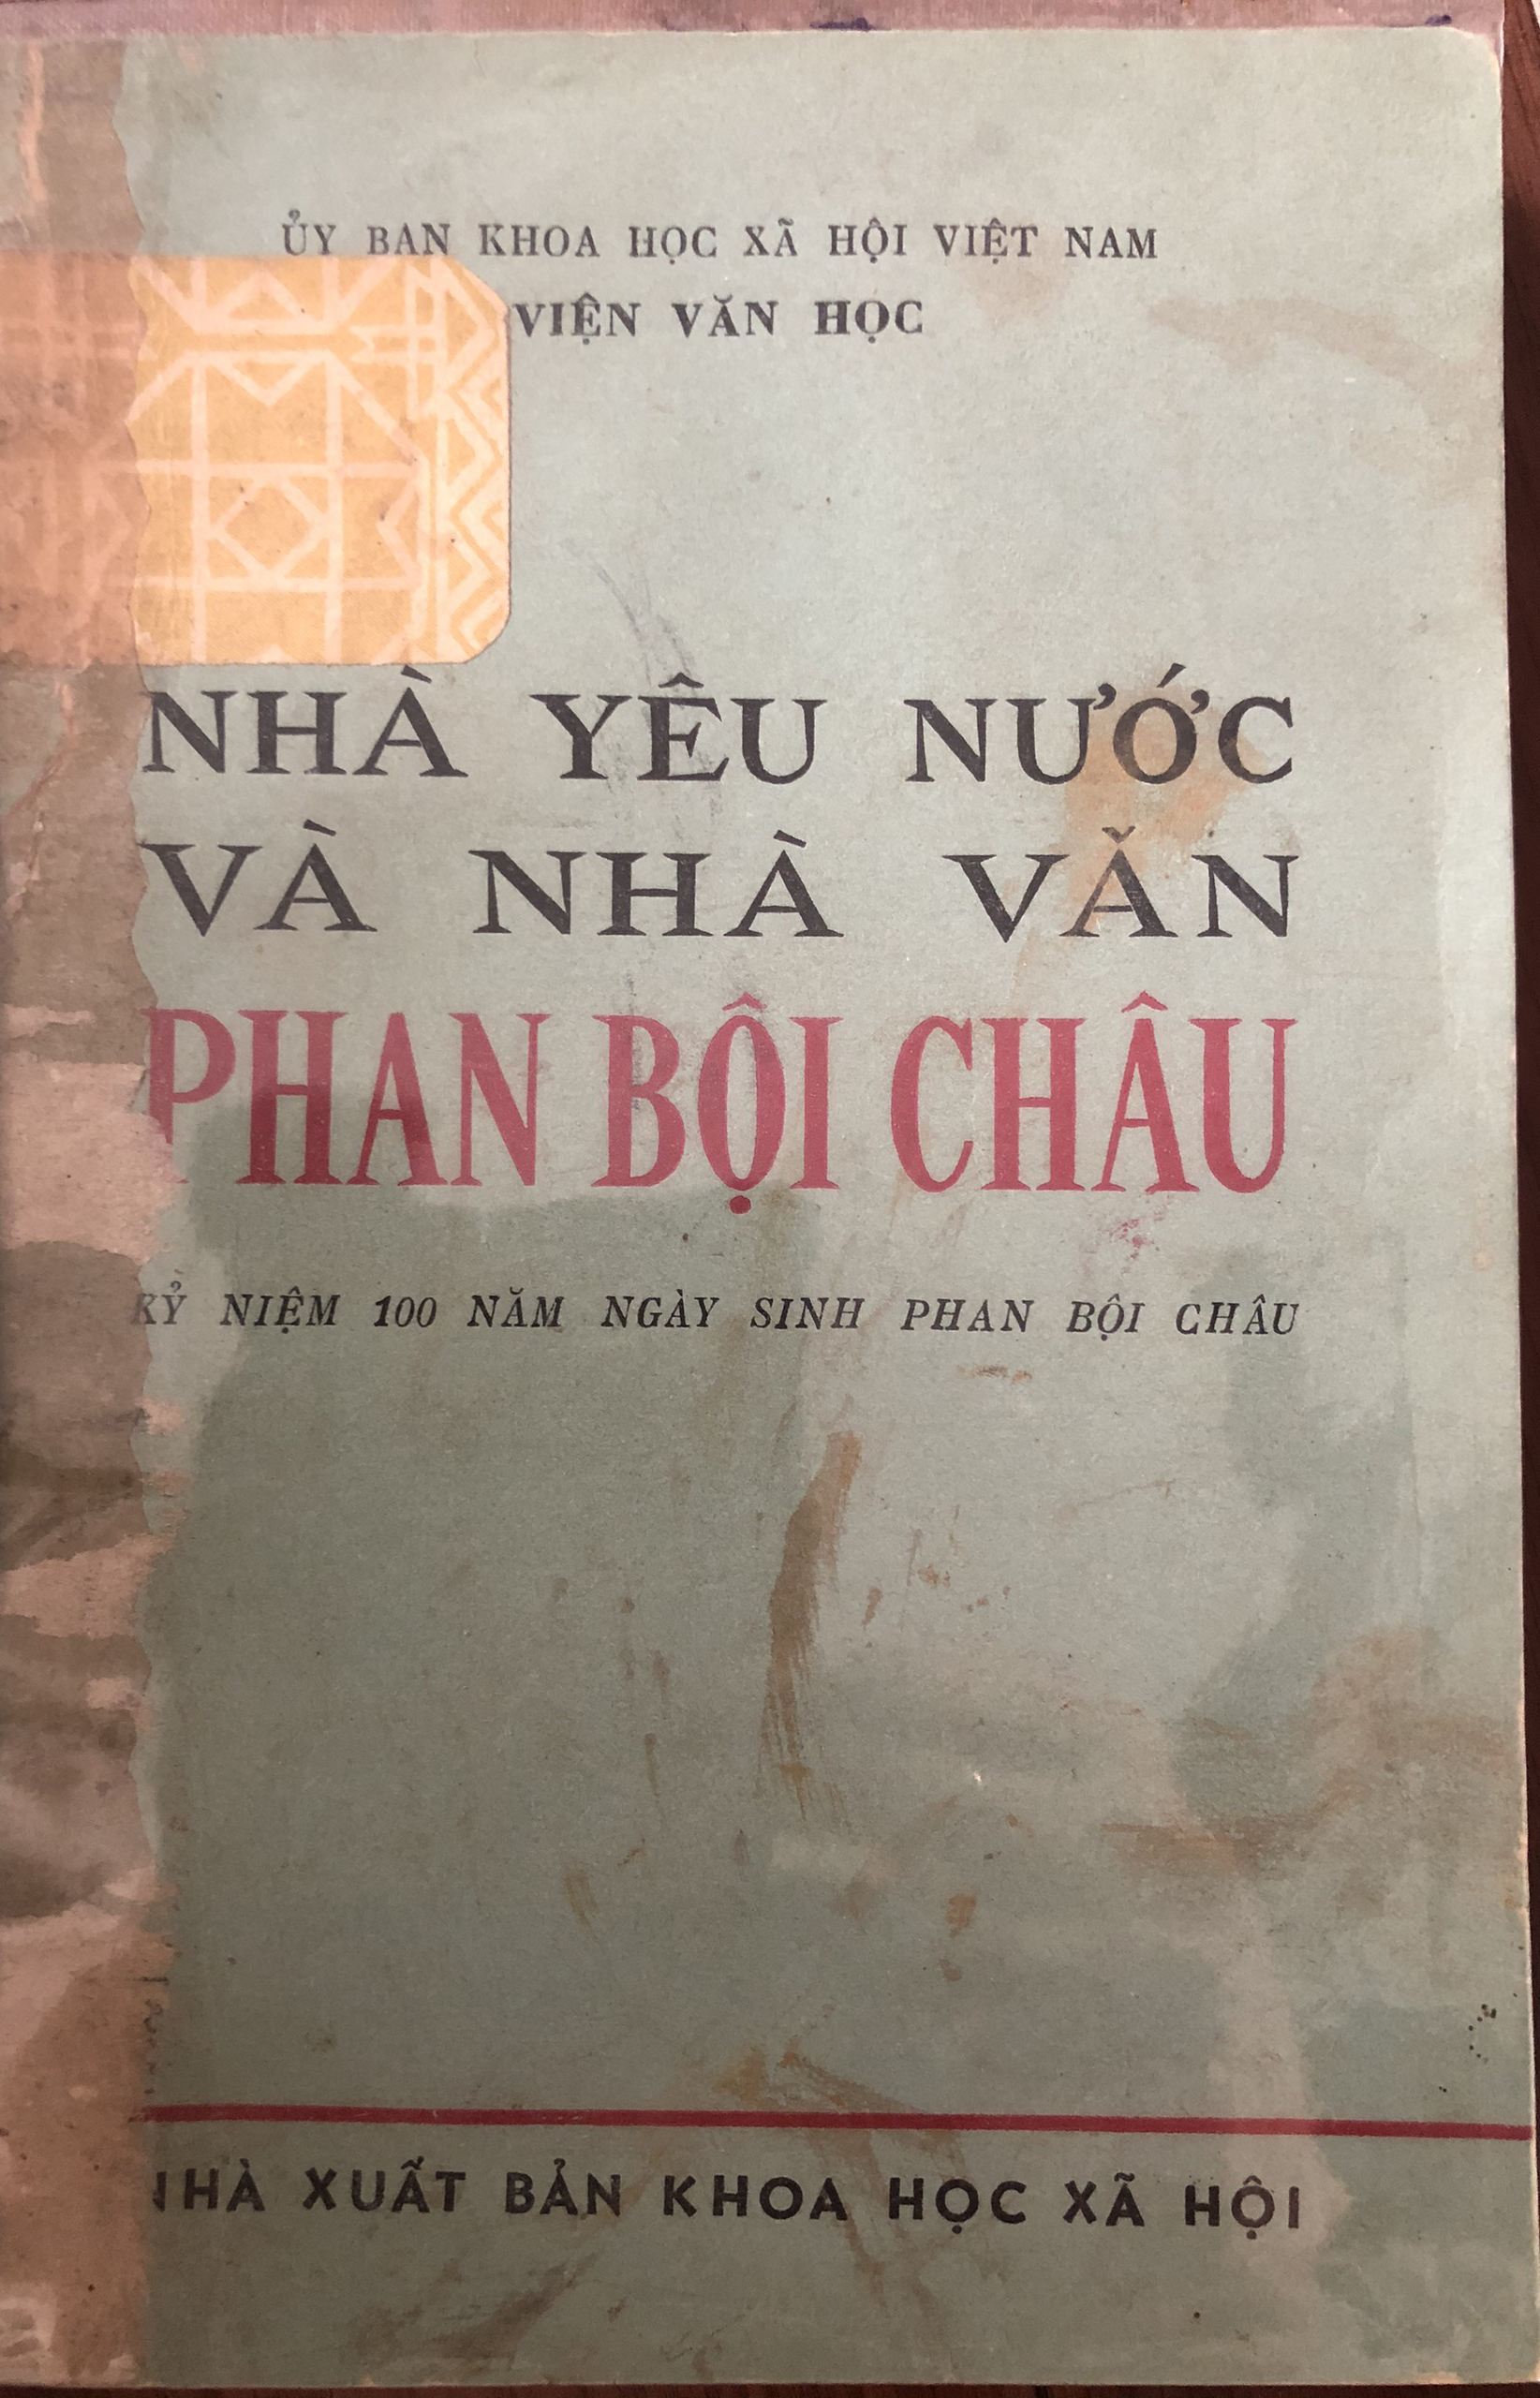 ỦY BAN KHOA HỌC XÃ HỘI VIỆT NAM
VIỆN VĂN HỌC
NHÀ YÊU NƯỚC
VÀ NHÀ VĂN
PHAN BỘI CHÂU
KỶ NIỆM 100 NĂM NGÀY SINH PHAN BỘI CHÂU
NHÀ XUẤT BẢN KHOA HỌC XÃ HỘI